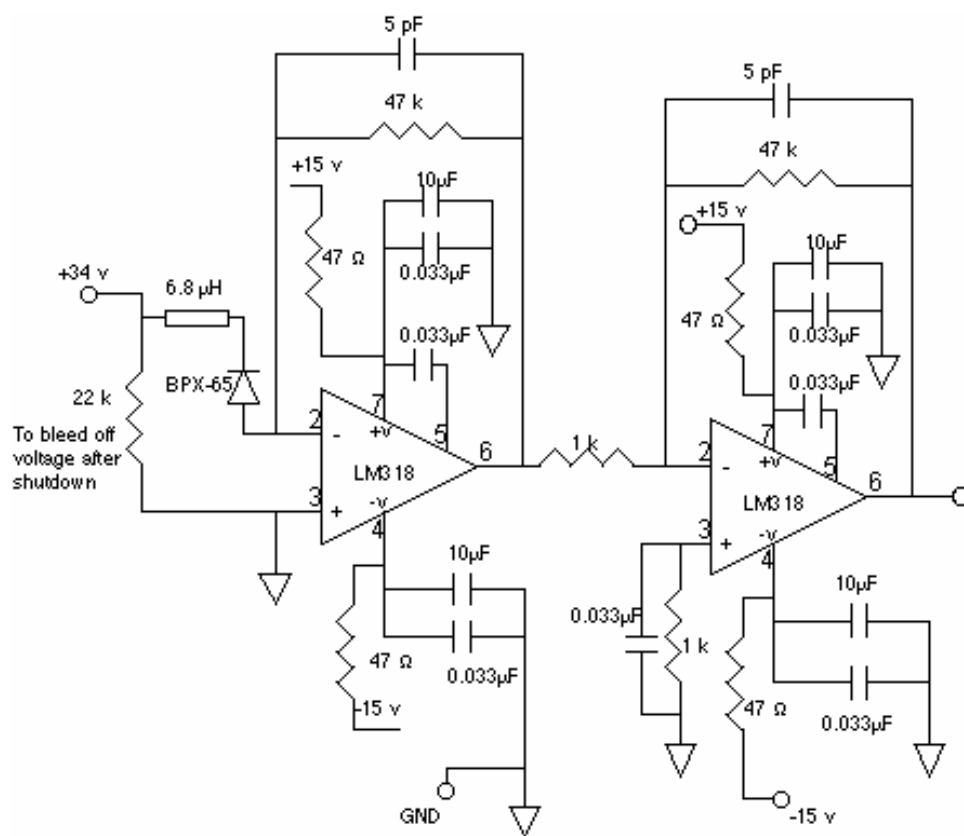 5 pF
47 k
+15 v
10µF
47 Ω
0.033µF
0.033µF
+34 v
6.8 µH
BPX-65
22 k
To bleed off
voltage after
shutdown
2
-
7
+v
5
LM318
6
3
+
-v
4
10µF
0.033µF
47 Ω
-15 v
GND
1 k
5 pF
47 k
+15 v
10µF
47 Ω
0.033µF
0.033µF
2
-
7
+v
5
LM318
6
3
+
-v
4
0.033µF
1 k
10µF
0.033µF
47 Ω
-15 v